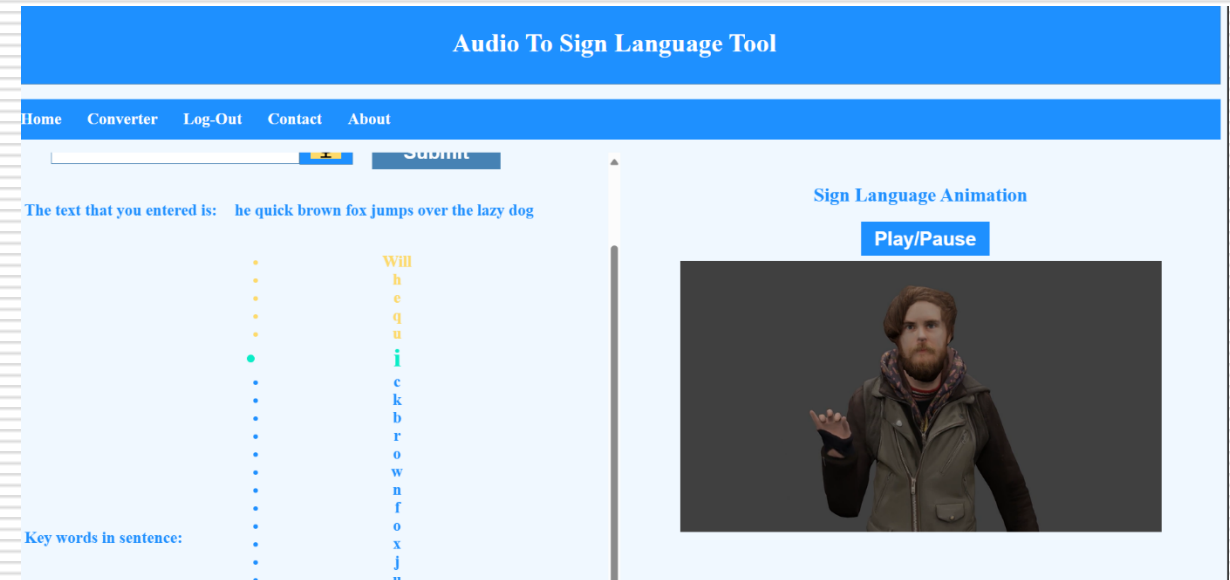 Audio To Sign Language Tool
Home Converter Log-Out Contact About
Submit
The text that you entered is: he quick brown fox jumps over the lazy dog
Will
h
e
q
u
i
c
k
b
r
o
w
n
f
o
Key words in sentence:
x
j
Sign Language Animation
Play/Pause